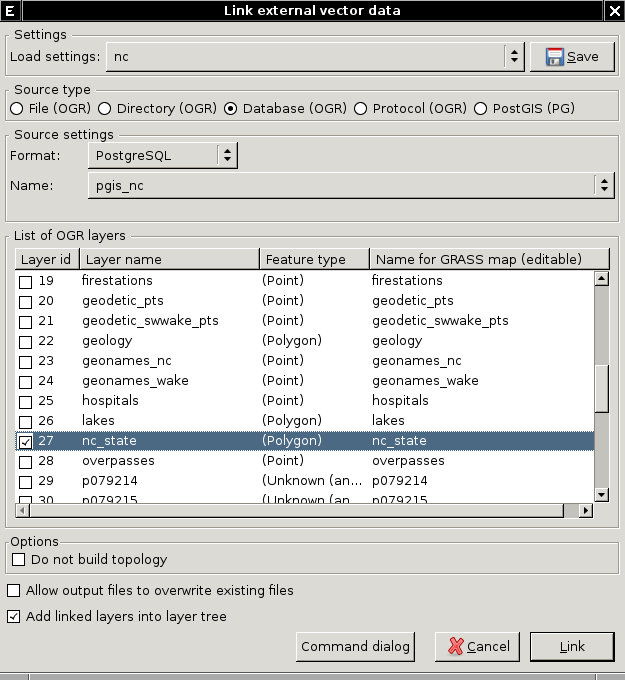 E Link external vector data
Settings
Load settings: nc Save
Source type
File (OGR) Directory (OGR) Database (OGR) Protocol (OGR) PostGIS (PG)
Source settings
Format: PostgreSQL
Name: pgis_nc
List of OGR layers
Layer id Layer name Feature type Name for GRASS map (editable)
19 firestations (Point) firestations
20 geodetic_pts (Point) geodetic_pts
21 geodetic_swwake_pts (Point) geodetic_swwake_pts
22 geology (Polygon) geology
23 geonames_nc (Point) geonames_nc
24 geonames_wake (Point) geonames_wake
25 hospitals (Point) hospitals
26 lakes (Polygon) lakes
27 nc_state (Polygon) nc_state
28 overpasses (Point) overpasses
29 p079214 (Unknown (an... p079214
30 p079215 (Unknown (an... p079215
Options
Do not build topology
Allow output files to overwrite existing files
Add linked layers into layer tree
Command dialog Cancel Link